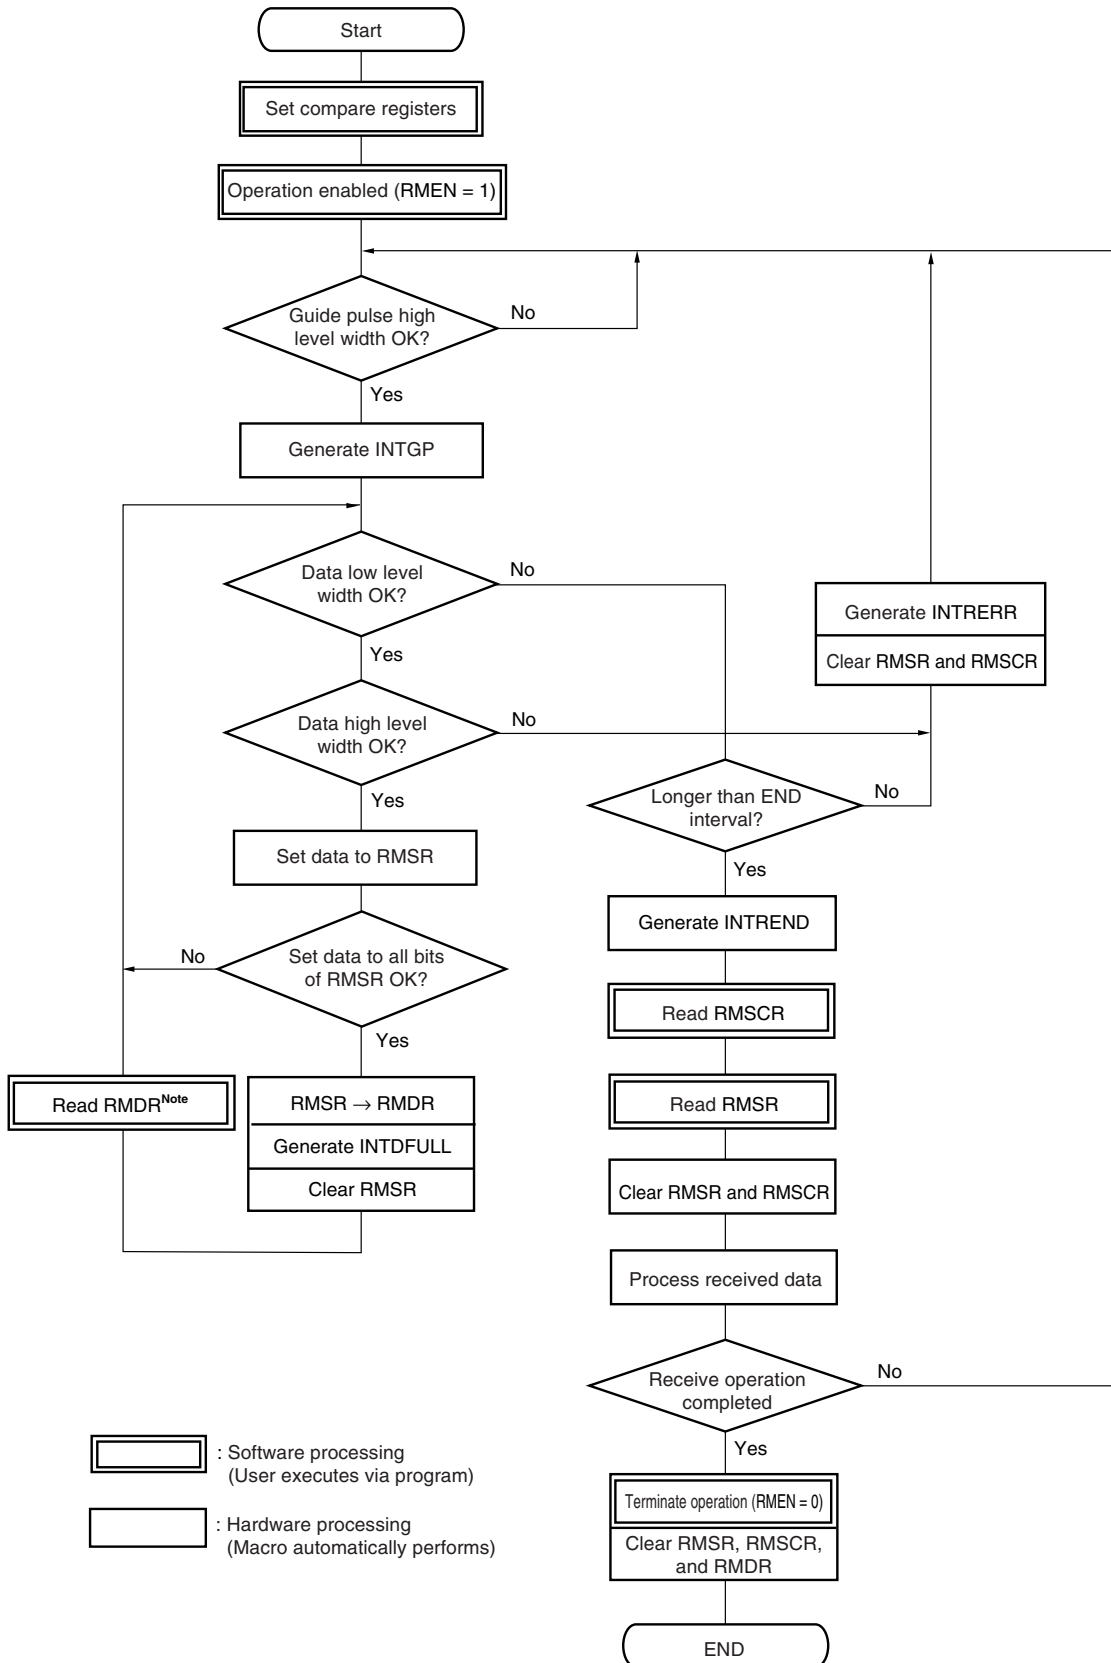 Start
Set compare registers
Operation enabled (RMEN = 1)
Guide pulse high
level width OK?
No
Yes
Generate INTGP
Data low level
width OK?
No
Yes
Generate INTRERR
Clear RMSR and RMSCR
Data high level
width OK?
No
Yes
Longer than END
interval?
No
Yes
Set data to RMSR
Generate INTREND
Set data to all bits
of RMSR OK?
No
Yes
Read RMSCR
Read RMDRNote
RMSR → RMDR
Generate INTDFULL
Clear RMSR
Read RMSR
Clear RMSR and RMSCR
Process received data
Receive operation
completed
No
Yes
: Software processing
(User executes via program)
: Hardware processing
(Macro automatically performs)
Terminate operation (RMEN = 0)
Clear RMSR, RMSCR,
and RMDR
END